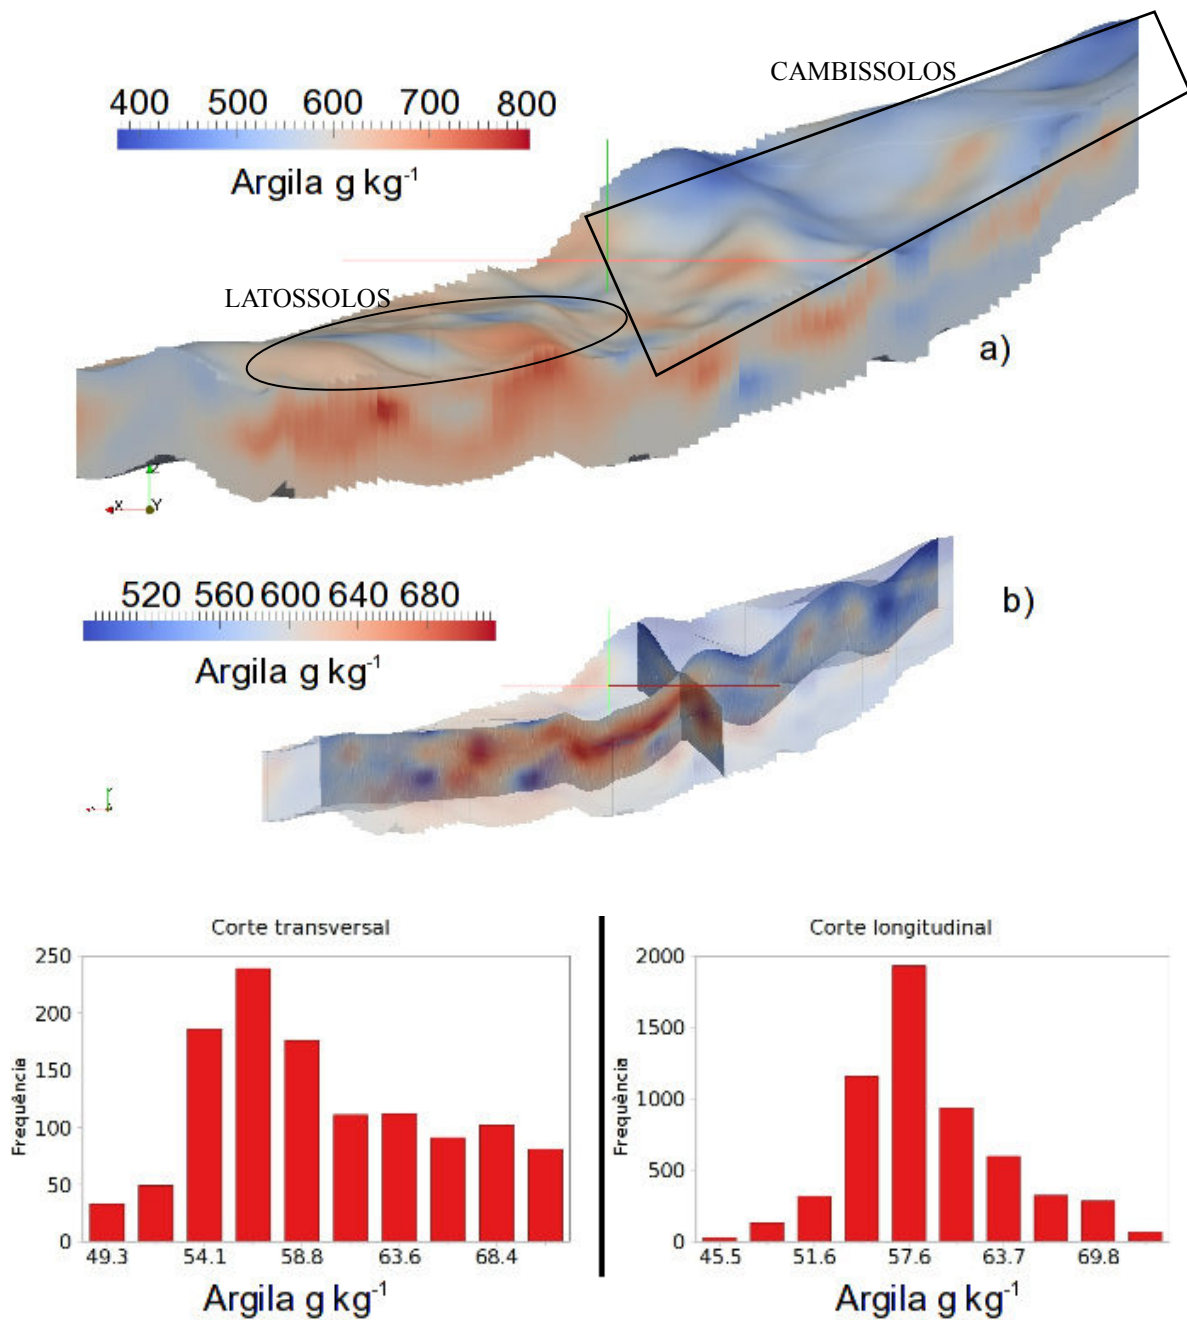 CAMBISSOLOS
400 500 600 700 800
Argila g kg⁻¹
LATOSSOLOS
a)
Z
X Y
520 560 600 640 680
Argila g kg⁻¹
b)
Corte transversal
250
200
150
100
50
0
Frequência
49.3 54.1 58.8 63.6 68.4
Argila g kg⁻¹
Corte longitudinal
2000
1500
1000
500
0
Frequência
45.5 51.6 57.6 63.7 69.8
Argila g kg⁻¹